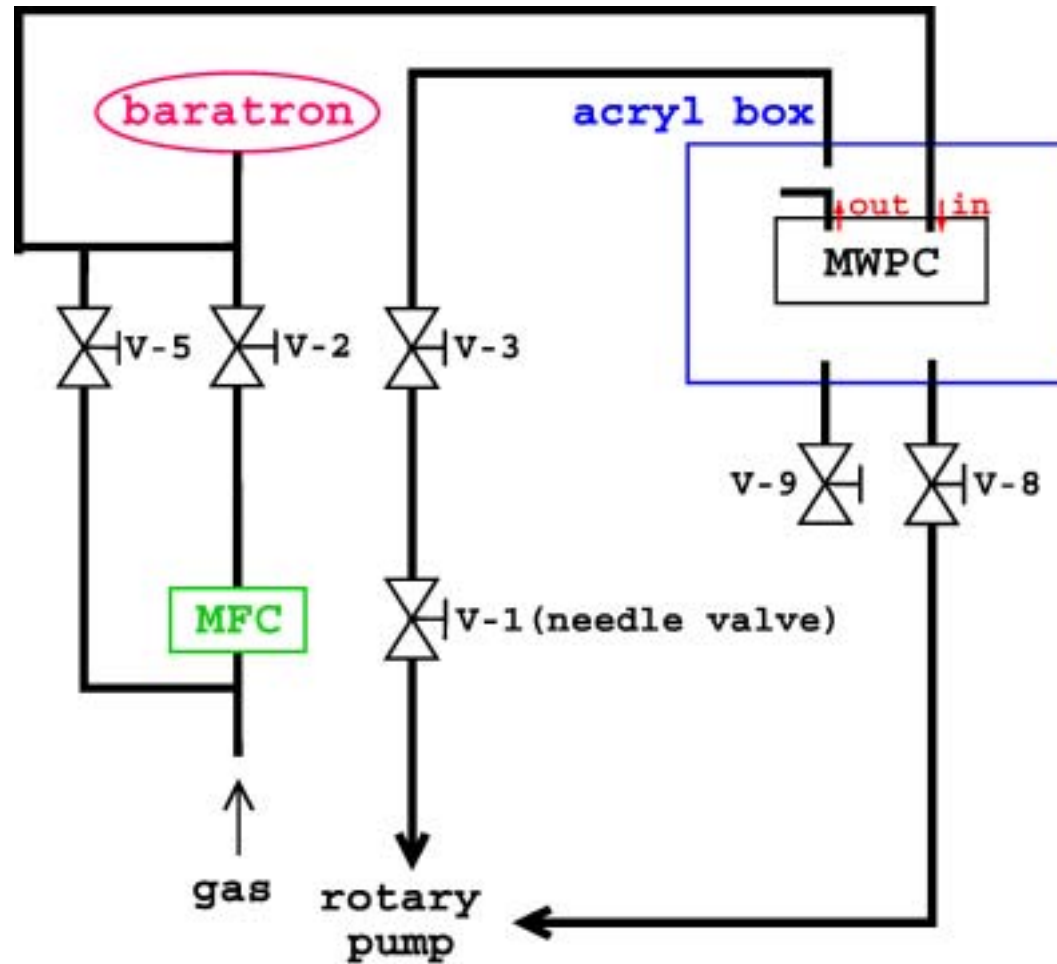 baratron
acryl box
out
in
MWPC
V-5
V-2
V-3
V-9
V-8
MFC
V-1(needle valve)
gas
rotary
pump